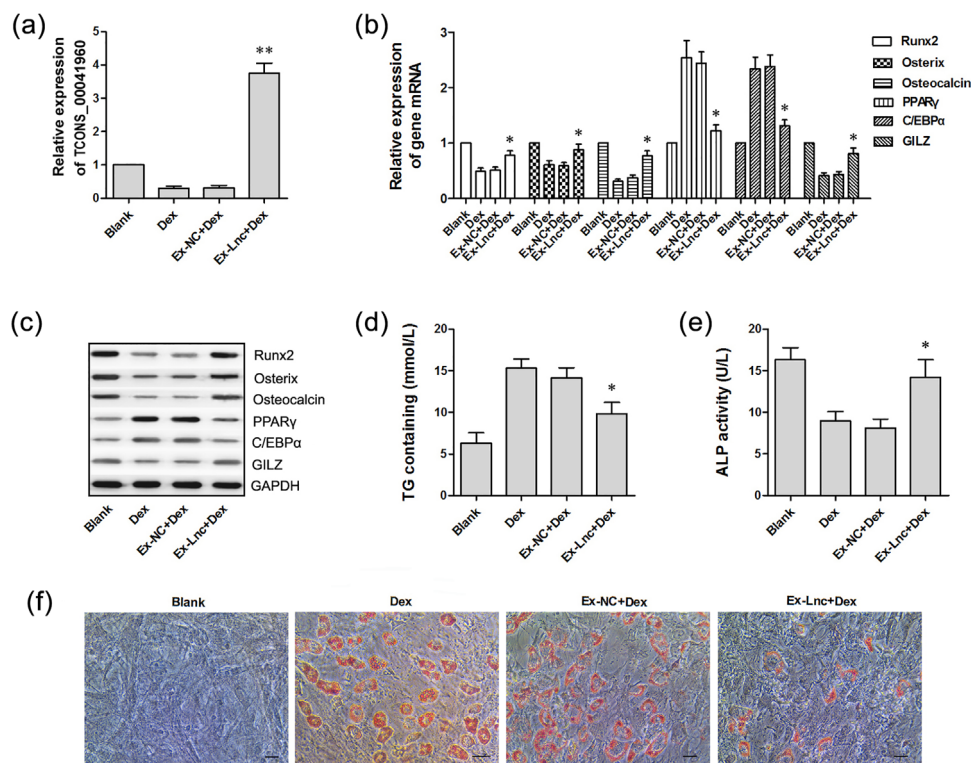 (a)
Relative expression
of TCONS_00041960
5
4
3
2
1
0
**
Blank
Dex
Ex-NC+Dex
Ex-Lnc+Dex
(b)
Relative expression
of gene mRNA
3
2
1
0
* * * * * *
Blank Dex Ex-NC+Dex Ex-Lnc+Dex
Blank Dex Ex-NC+Dex Ex-Lnc+Dex
Blank Dex Ex-NC+Dex Ex-Lnc+Dex
Blank Dex Ex-NC+Dex Ex-Lnc+Dex
Blank Dex Ex-NC+Dex Ex-Lnc+Dex
Blank Dex Ex-NC+Dex Ex-Lnc+Dex
Runx2
Osterix
Osteocalcin
PPARγ
C/EBPα
GILZ
(c)
Runx2
Osterix
Osteocalcin
PPARγ
C/EBPα
GILZ
GAPDH
Blank
Dex
Ex-NC+Dex
Ex-Lnc+Dex
(d)
TG containing (mmol/L)
20
15
10
5
0
*
Blank
Dex
Ex-NC+Dex
Ex-Lnc+Dex
(e)
ALP activity (U/L)
20
15
10
5
0
*
Blank
Dex
Ex-NC+Dex
Ex-Lnc+Dex
(f)
Blank
Dex
Ex-NC+Dex
Ex-Lnc+Dex